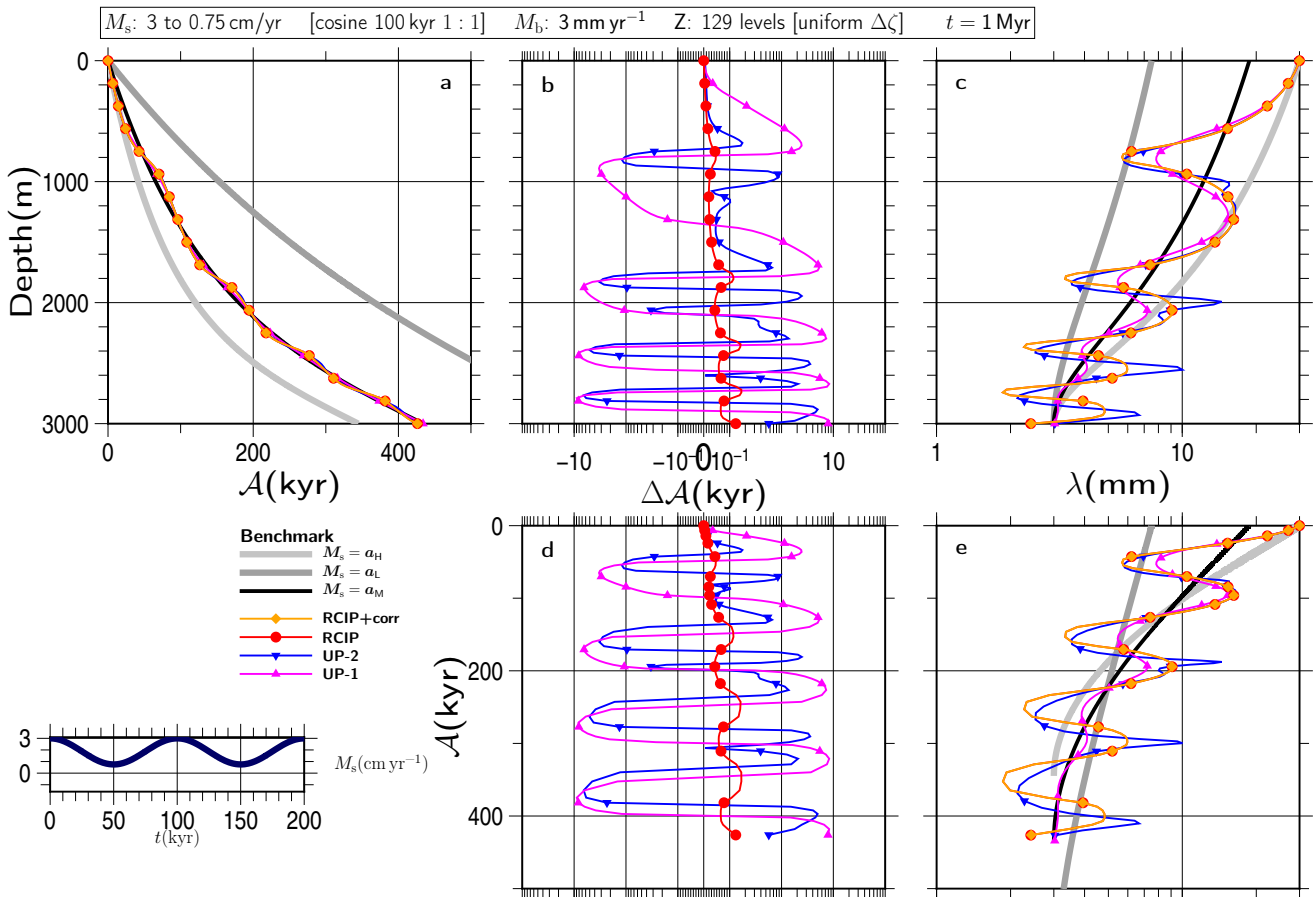 Mₛ: 3 to 0.75 cm/yr [cosine 100 kyr 1 : 1] M_b: 3 mm yr⁻¹ Z: 129 levels [uniform Δζ] t = 1 Myr
a
b
c
0
1000
2000
3000
Depth(m)
0 200 400
𝒜(kyr)
−10 −10⁻¹ 0 10⁻¹ 10
Δ𝒜(kyr)
1 10
λ(mm)
Benchmark
Mₛ = a_H
Mₛ = a_L
Mₛ = a_M
RCIP+corr
RCIP
UP-2
UP-1
3
0
Mₛ(cm yr⁻¹)
0 50 100 150 200
t(kyr)
d
e
0
200
400
𝒜(kyr)